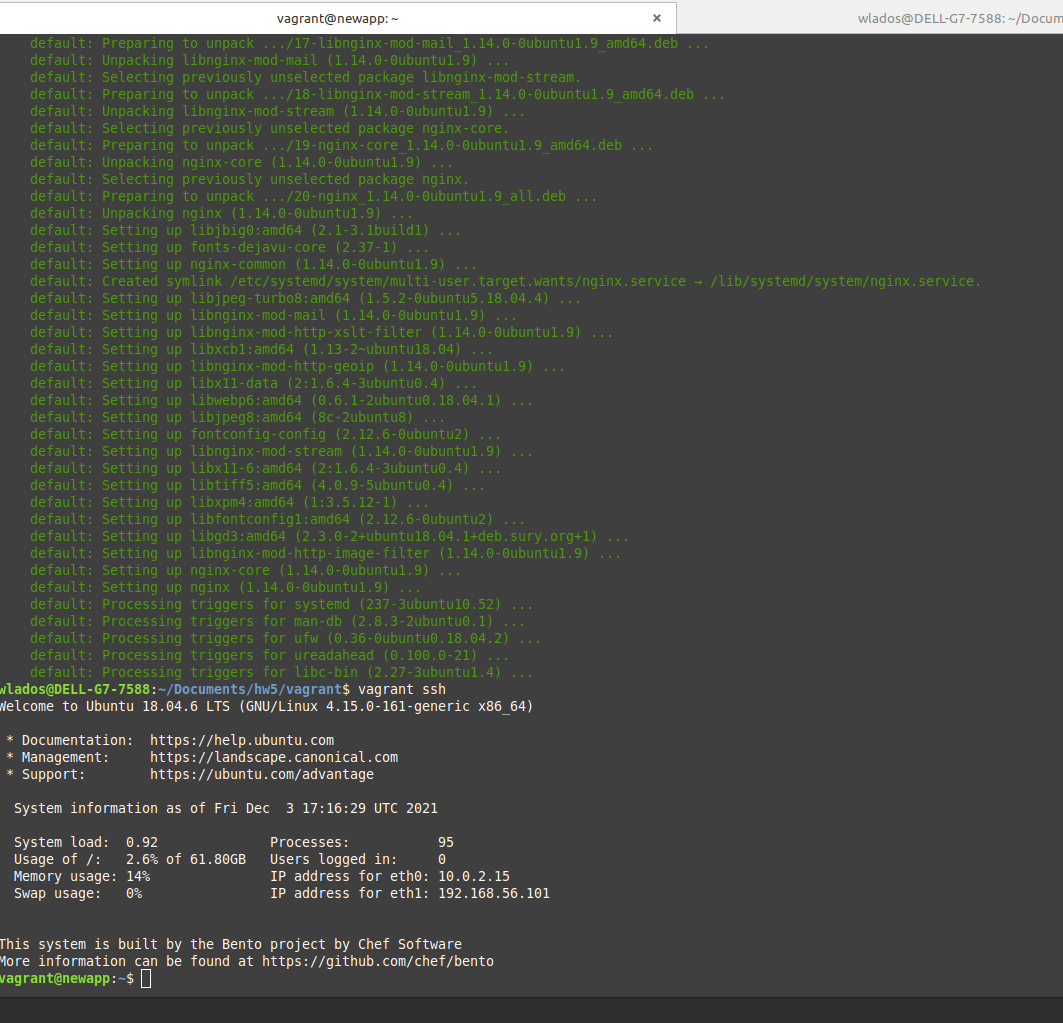 vagrant@newapp: ~ × wlados@DELL-G7-7588: ~/Docum
default: Preparing to unpack .../17-libnginx-mod-mail_1.14.0-0ubuntu1.9_amd64.deb ...
default: Unpacking libnginx-mod-mail (1.14.0-0ubuntu1.9) ...
default: Selecting previously unselected package libnginx-mod-stream.
default: Preparing to unpack .../18-libnginx-mod-stream_1.14.0-0ubuntu1.9_amd64.deb ...
default: Unpacking libnginx-mod-stream (1.14.0-0ubuntu1.9) ...
default: Selecting previously unselected package nginx-core.
default: Preparing to unpack .../19-nginx-core_1.14.0-0ubuntu1.9_amd64.deb ...
default: Unpacking nginx-core (1.14.0-0ubuntu1.9) ...
default: Selecting previously unselected package nginx.
default: Preparing to unpack .../20-nginx_1.14.0-0ubuntu1.9_all.deb ...
default: Unpacking nginx (1.14.0-0ubuntu1.9) ...
default: Setting up libjbig0:amd64 (2.1-3.1build1) ...
default: Setting up fonts-dejavu-core (2.37-1) ...
default: Setting up nginx-common (1.14.0-0ubuntu1.9) ...
default: Created symlink /etc/systemd/system/multi-user.target.wants/nginx.service → /lib/systemd/system/nginx.service.
default: Setting up libjpeg-turbo8:amd64 (1.5.2-0ubuntu5.18.04.4) ...
default: Setting up libnginx-mod-mail (1.14.0-0ubuntu1.9) ...
default: Setting up libnginx-mod-http-xslt-filter (1.14.0-0ubuntu1.9) ...
default: Setting up libxcb1:amd64 (1.13-2~ubuntu18.04) ...
default: Setting up libnginx-mod-http-geoip (1.14.0-0ubuntu1.9) ...
default: Setting up libx11-data (2:1.6.4-3ubuntu0.4) ...
default: Setting up libwebp6:amd64 (0.6.1-2ubuntu0.18.04.1) ...
default: Setting up libjpeg8:amd64 (8c-2ubuntu8) ...
default: Setting up fontconfig-config (2.12.6-0ubuntu2) ...
default: Setting up libnginx-mod-stream (1.14.0-0ubuntu1.9) ...
default: Setting up libx11-6:amd64 (2:1.6.4-3ubuntu0.4) ...
default: Setting up libtiff5:amd64 (4.0.9-5ubuntu0.4) ...
default: Setting up libxpm4:amd64 (1:3.5.12-1) ...
default: Setting up libfontconfig1:amd64 (2.12.6-0ubuntu2) ...
default: Setting up libgd3:amd64 (2.3.0-2+ubuntu18.04.1+deb.sury.org+1) ...
default: Setting up libnginx-mod-http-image-filter (1.14.0-0ubuntu1.9) ...
default: Setting up nginx-core (1.14.0-0ubuntu1.9) ...
default: Setting up nginx (1.14.0-0ubuntu1.9) ...
default: Processing triggers for systemd (237-3ubuntu10.52) ...
default: Processing triggers for man-db (2.8.3-2ubuntu0.1) ...
default: Processing triggers for ufw (0.36-0ubuntu0.18.04.2) ...
default: Processing triggers for ureadahead (0.100.0-21) ...
default: Processing triggers for libc-bin (2.27-3ubuntu1.4) ...
wlados@DELL-G7-7588:~/Documents/hw5/vagrant$ vagrant ssh
Welcome to Ubuntu 18.04.6 LTS (GNU/Linux 4.15.0-161-generic x86_64)
* Documentation: https://help.ubuntu.com
* Management: https://landscape.canonical.com
* Support: https://ubuntu.com/advantage
System information as of Fri Dec 3 17:16:29 UTC 2021
System load: 0.92 Processes: 95
Usage of /: 2.6% of 61.80GB Users logged in: 0
Memory usage: 14% IP address for eth0: 10.0.2.15
Swap usage: 0% IP address for eth1: 192.168.56.101
This system is built by the Bento project by Chef Software
More information can be found at https://github.com/chef/bento
vagrant@newapp:~$